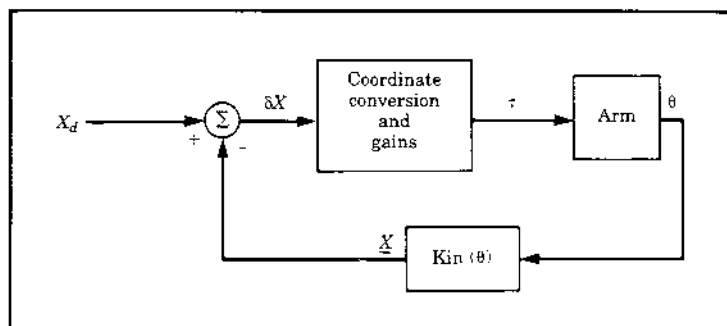 X_d
+
Σ
-
δX
Coordinate
conversion
and
gains
τ
Arm
θ
X
Kin (θ)